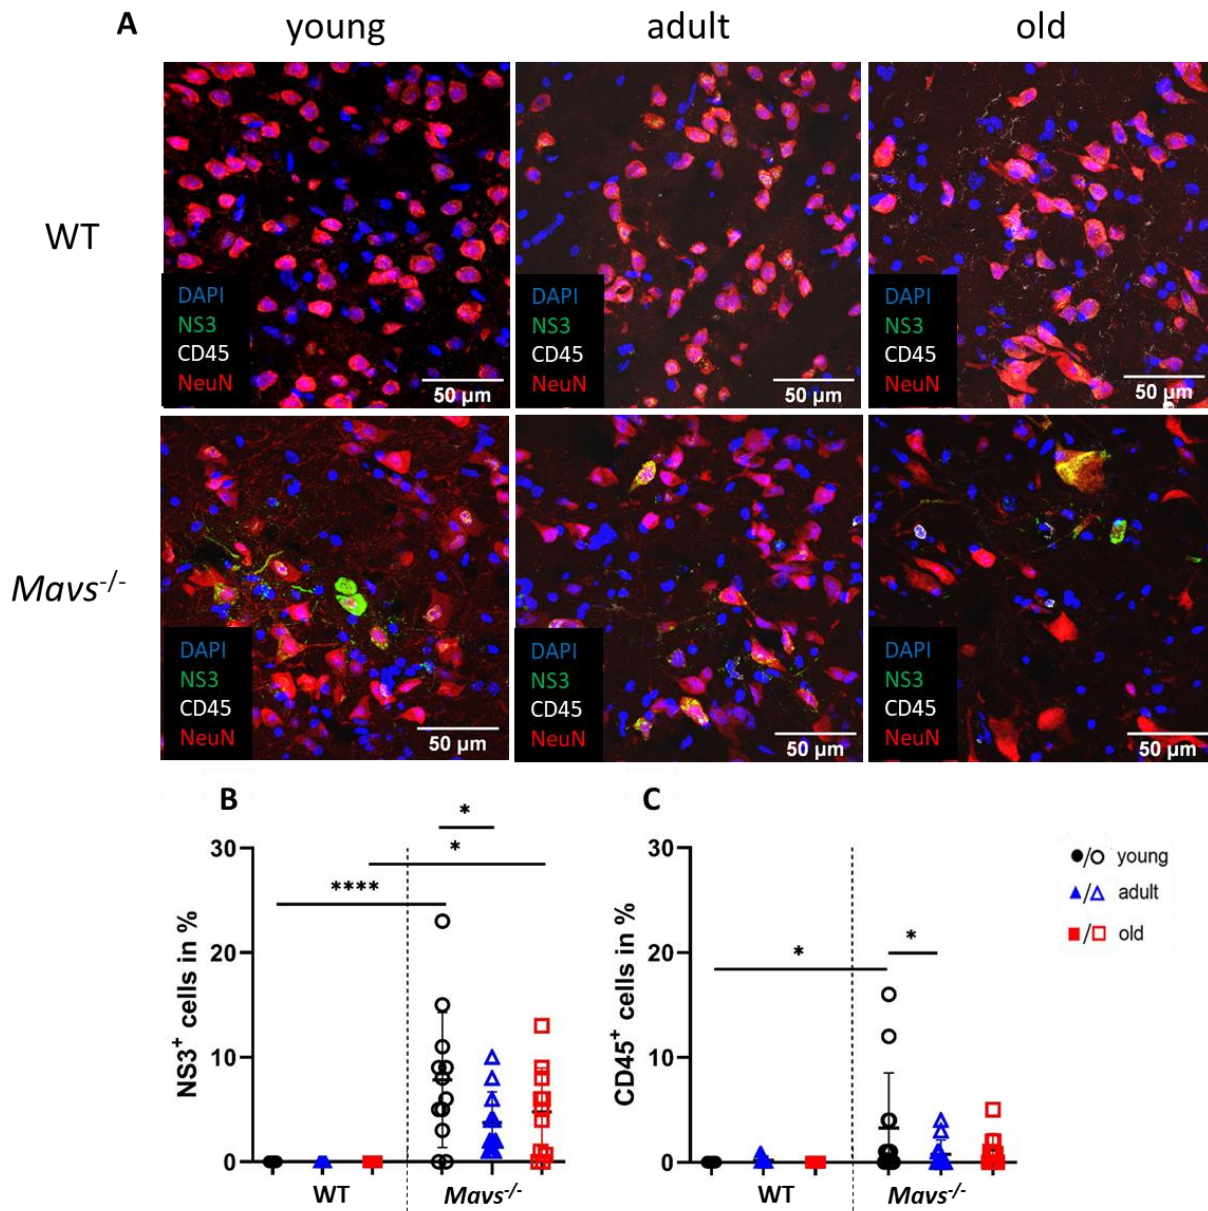 A
young
adult
old
WT
DAPI
NS3
CD45
NeuN
50 µm
DAPI
NS3
CD45
NeuN
50 µm
DAPI
NS3
CD45
NeuN
50 µm
Mavs⁻/⁻
DAPI
NS3
CD45
NeuN
50 µm
DAPI
NS3
CD45
NeuN
50 µm
DAPI
NS3
CD45
NeuN
50 µm
B
*
*
****
NS3⁺ cells in %
30
20
10
0
WT
Mavs⁻/⁻
C
*
*
CD45⁺ cells in %
30
20
10
0
WT
Mavs⁻/⁻
●/○ young
▲/△ adult
■/□ old